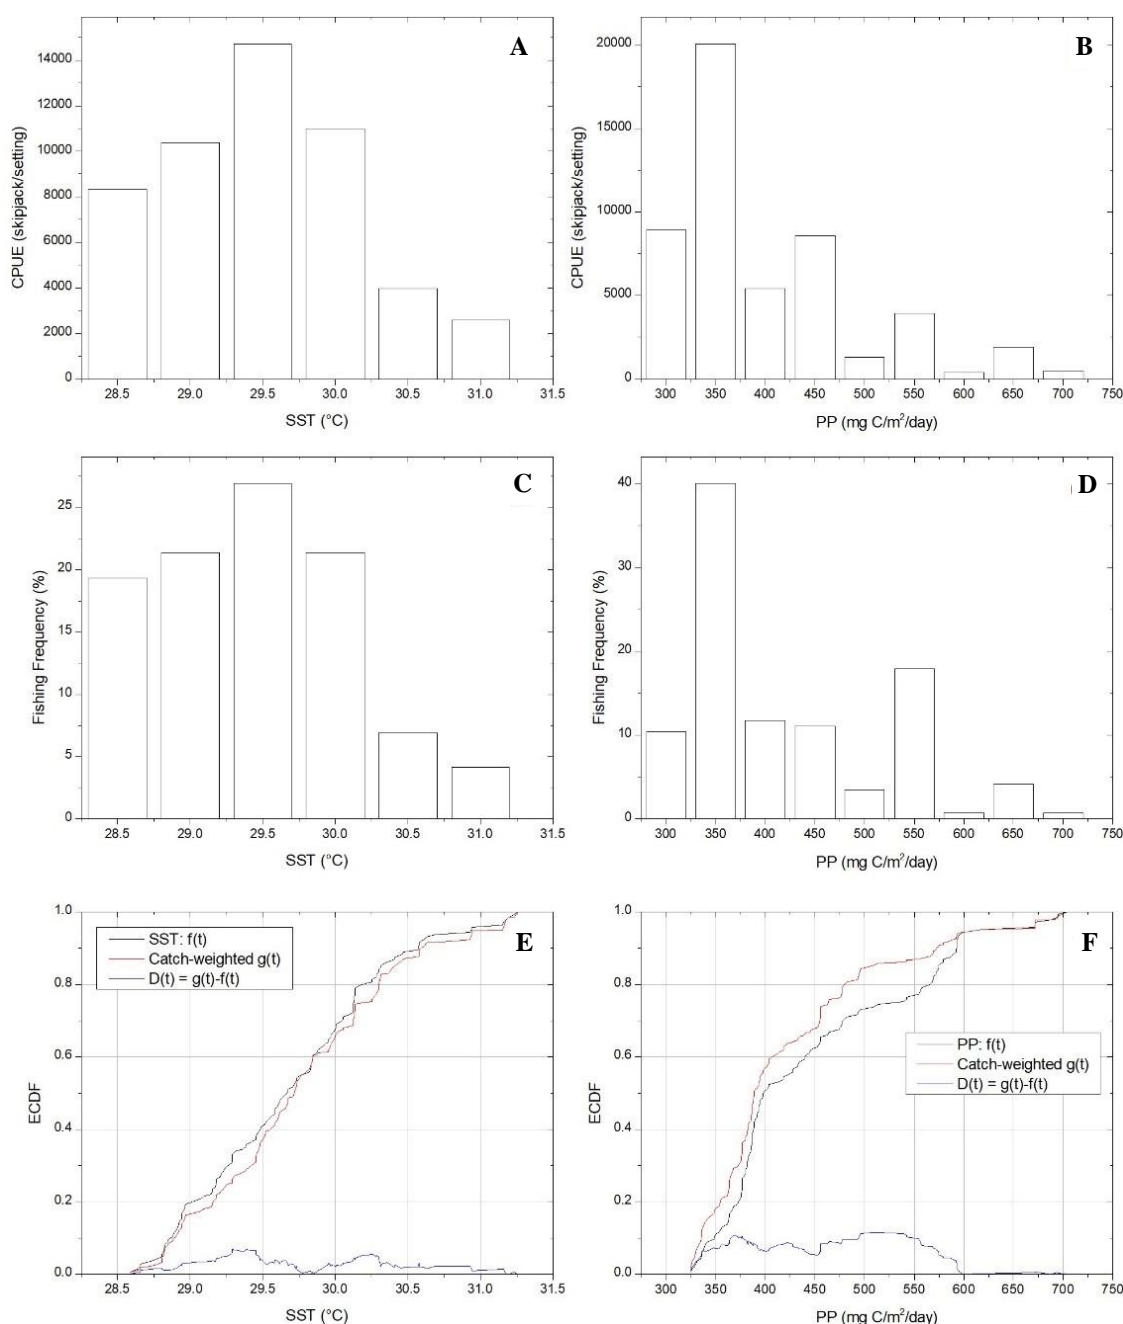 A
CPUE (skipjack/setting)
14000
12000
10000
8000
6000
4000
2000
0
28.5 29.0 29.5 30.0 30.5 31.0 31.5
SST (°C)
B
CPUE (skipjack/setting)
20000
15000
10000
5000
0
300 350 400 450 500 550 600 650 700 750
PP (mg C/m²/day)
C
Fishing Frequency (%)
25
20
15
10
5
0
28.5 29.0 29.5 30.0 30.5 31.0 31.5
SST (°C)
D
Fishing Frequency (%)
40
30
20
10
0
300 350 400 450 500 550 600 650 700 750
PP (mg C/m²/day)
E
SST: f(t)
Catch-weighted g(t)
D(t) = g(t)-f(t)
ECDF
1.0
0.8
0.6
0.4
0.2
0.0
28.5 29.0 29.5 30.0 30.5 31.0 31.5
SST (°C)
F
PP: f(t)
Catch-weighted g(t)
D(t) = g(t)-f(t)
ECDF
1.0
0.8
0.6
0.4
0.2
0.0
300 350 400 450 500 550 600 650 700 750
PP (mg C/m²/day)